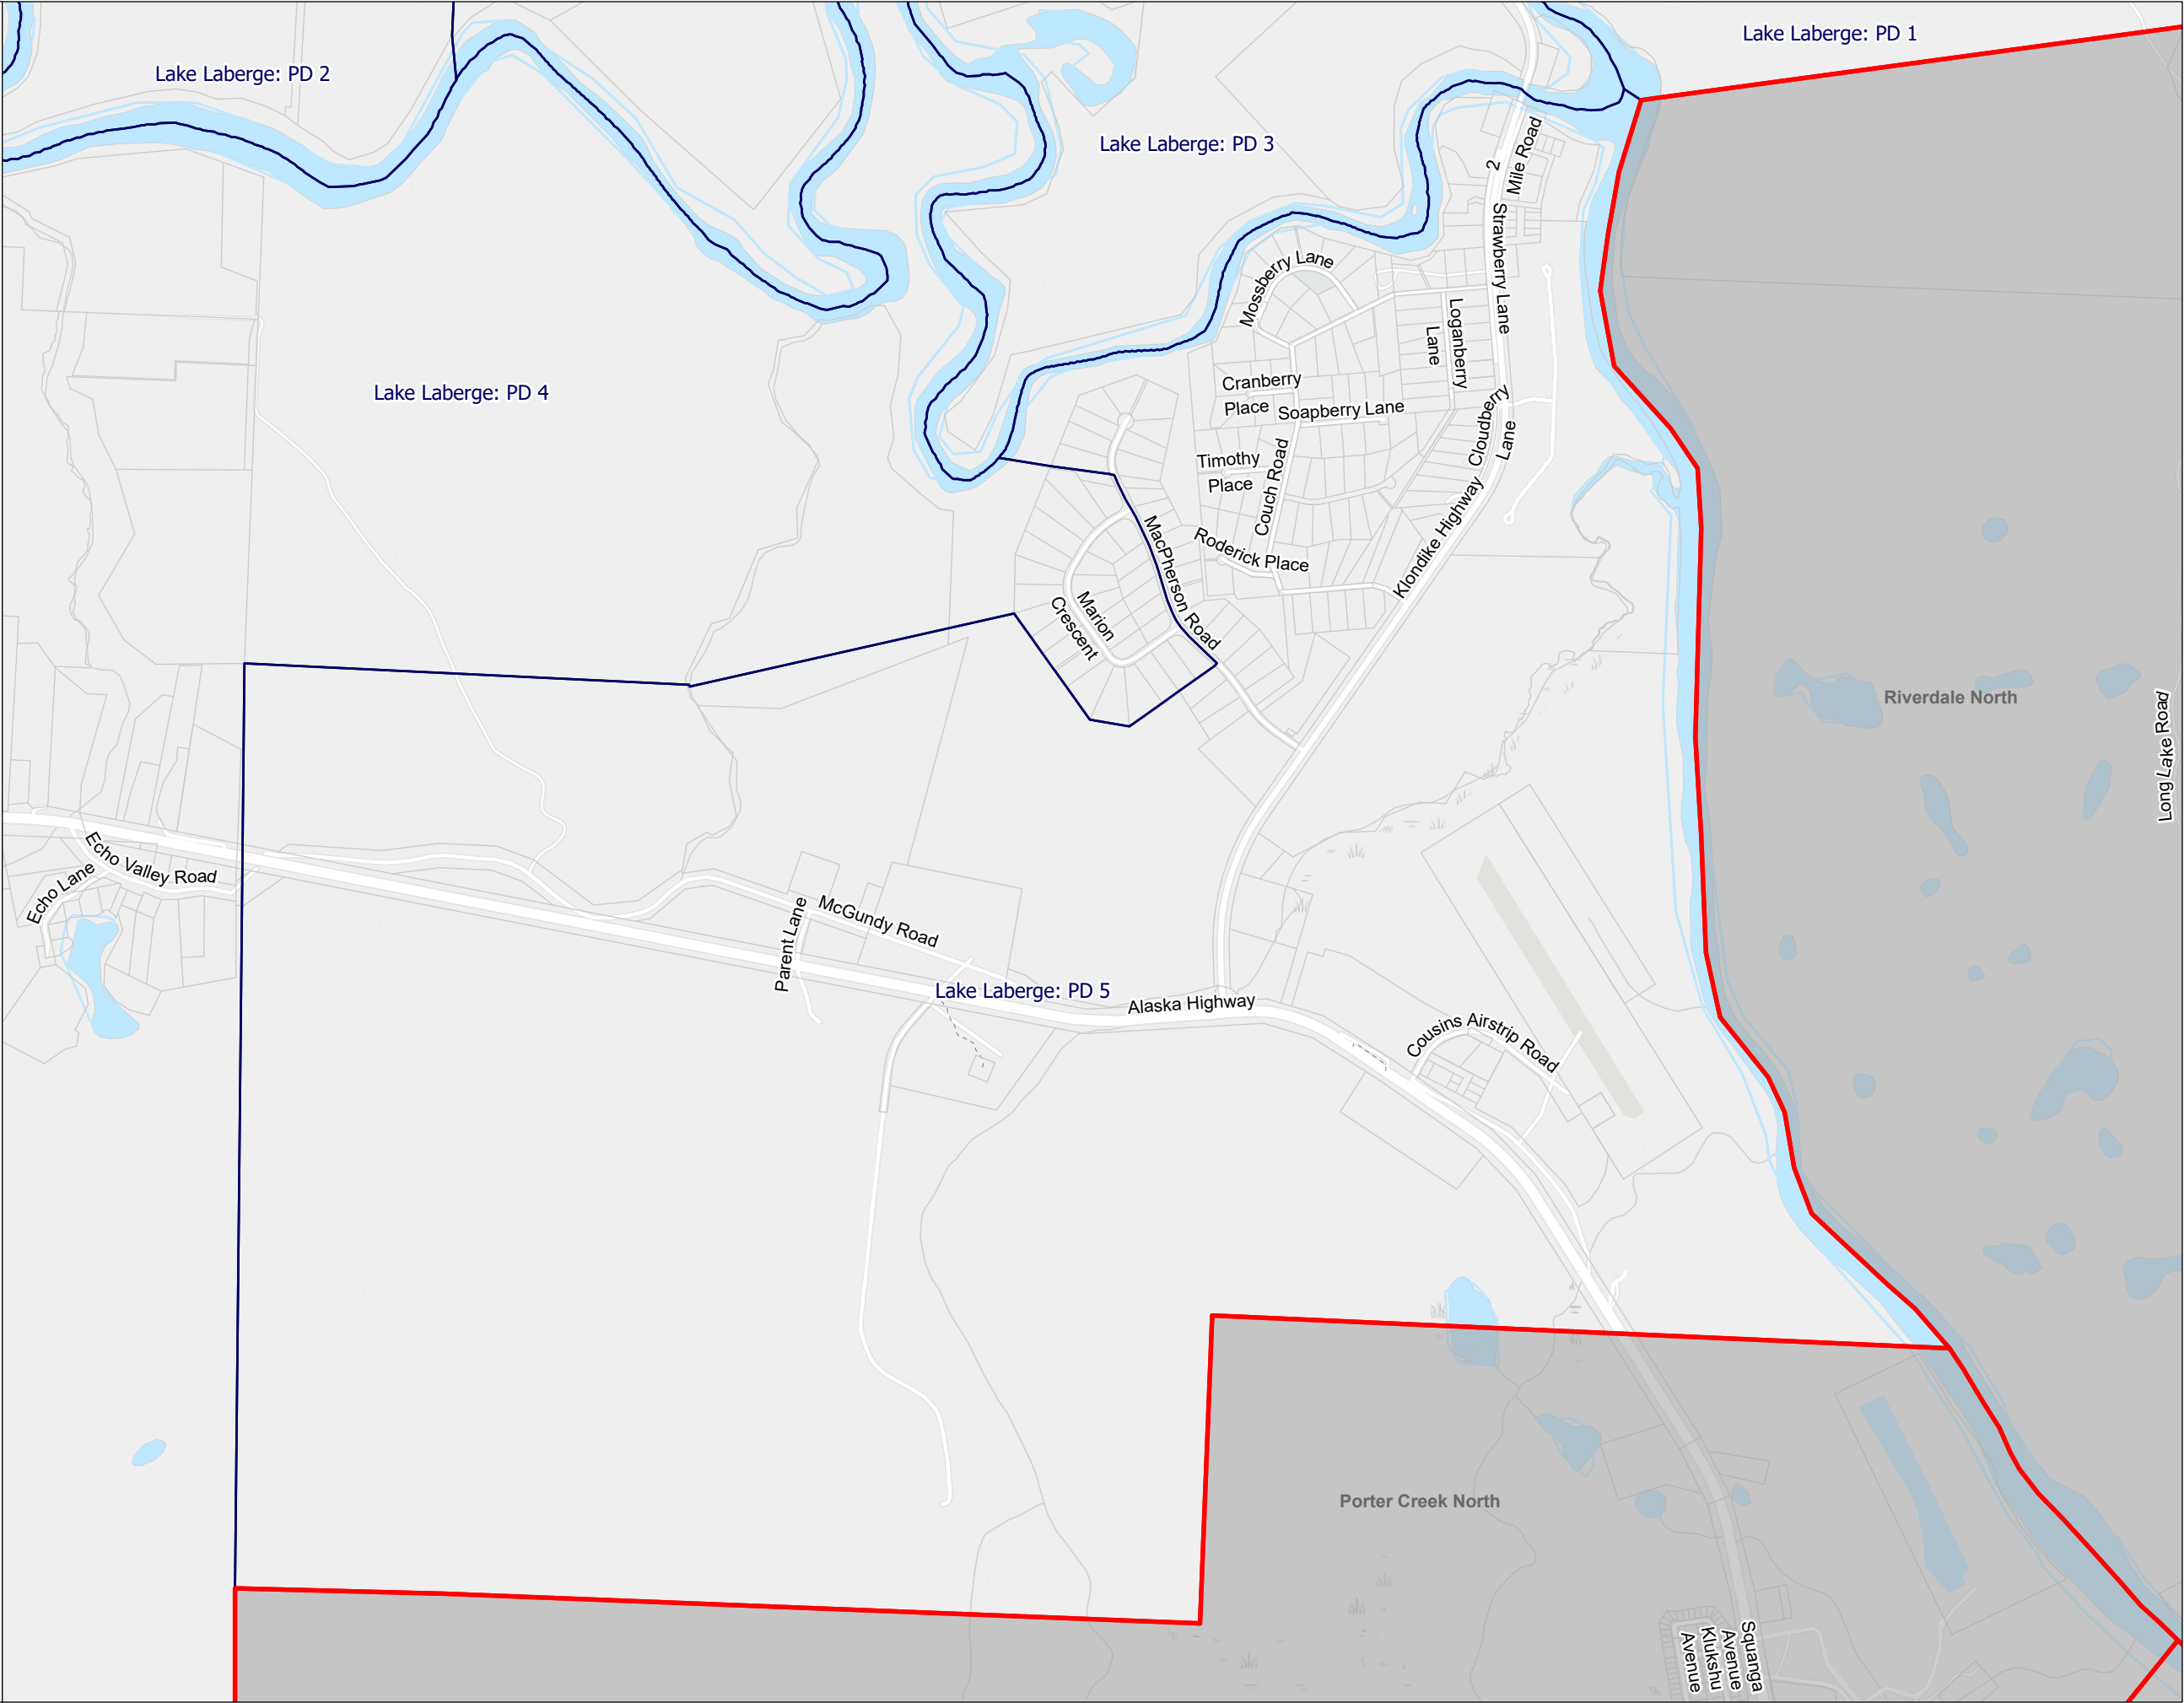 Lake Laberge: PD 1
Lake Laberge: PD 2
Lake Laberge: PD 3
2
Mile Road
Strawberry Lane
Mossberry Lane
Loganberry
Lane
Lake Laberge: PD 4
Cranberry
Place
Soapberry Lane
Cloudberry
Lane
Timothy
Place
Couch Road
Klondike Highway
Roderick Place
MacPherson Road
Marion
Crescent
Riverdale North
Long Lake Road
Echo Valley Road
Echo Lane
McGundy Road
Parent Lane
Lake Laberge: PD 5
Alaska Highway
Cousins Airstrip Road
Porter Creek North
Squanga
Avenue
Klukshu
Avenue